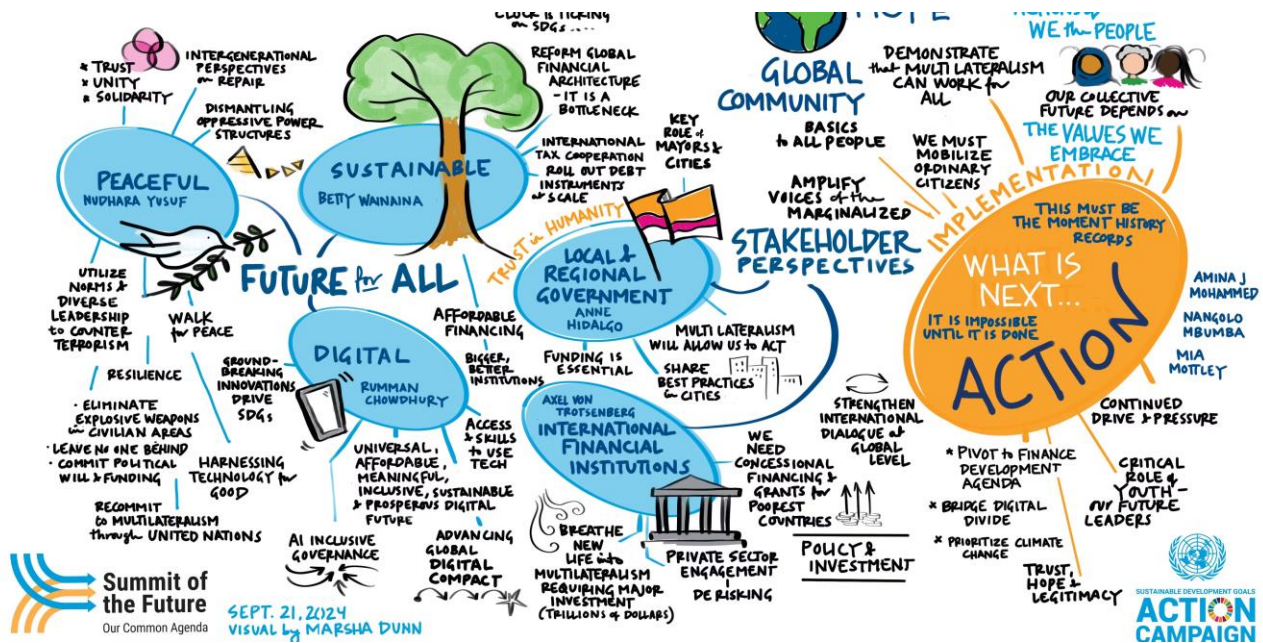 CLOCK IS TICKING
on SDGs....
* TRUST
* UNITY
* SOLIDARITY
INTERGENERATIONAL
PERSPECTIVES
on REPAIR
DISMANTLING
OPPRESSIVE POWER
STRUCTURES
PEACEFUL
NUDHARA YUSUF
UTILIZE
NORMS &
DIVERSE
LEADERSHIP
to COUNTER
TERRORISM
WALK
for PEACE
RESILIENCE
• ELIMINATE
EXPLOSIVE WEAPONS
in CIVILIAN AREAS
• LEAVE NO ONE BEHIND
• COMMIT POLITICAL
WILL & FUNDING
HARNESSING
TECHNOLOGY for
GOOD
RECOMMIT
to MULTILATERALISM
through UNITED NATIONS
FUTURE for ALL
SUSTAINABLE
BETTY WAINAINA
REFORM GLOBAL
FINANCIAL
ARCHITECTURE
- IT IS A
BOTTLENECK
INTERNATIONAL
TAX COOPERATION
ROLL OUT DEBT
INSTRUMENTS
at SCALE
AFFORDABLE
FINANCING
BIGGER,
BETTER
INSTITUTIONS
DIGITAL
RUMMAN
CHOWDHURY
GROUND-
BREAKING
INNOVATIONS
DRIVE
SDGs
UNIVERSAL,
AFFORDABLE,
MEANINGFUL,
INCLUSIVE, SUSTAINABLE
& PROSPEROUS DIGITAL
FUTURE
ACCESS
& SKILLS
to USE
TECH
AI INCLUSIVE
GOVERNANCE
ADVANCING
GLOBAL
DIGITAL
COMPACT
HOPE
GLOBAL
COMMUNITY
BASICS
to ALL PEOPLE
AMPLIFY
VOICES of the
MARGINALIZED
STAKEHOLDER
PERSPECTIVES
TRUST in HUMANITY
KEY
ROLE of
MAYORS &
CITIES
LOCAL &
REGIONAL
GOVERNMENT
ANNE
HIDALGO
FUNDING IS
ESSENTIAL
MULTI LATERALISM
WILL ALLOW US to ACT
SHARE
BEST PRACTICES
in CITIES
AXEL VON
TROTSENBERG
INTERNATIONAL
FINANCIAL
INSTITUTIONS
BREATHE
NEW
LIFE into
MULTILATERALISM
REQUIRING MAJOR
INVESTMENT
(TRILLIONS of DOLLARS)
PRIVATE SECTOR
ENGAGEMENT
DE RISKING
WE
NEED
CONCESSIONAL
FINANCING &
GRANTS for
POOREST
COUNTRIES
STRENGTHEN
INTERNATIONAL
DIALOGUE at
GLOBAL
LEVEL
POLICY &
INVESTMENT
DEMONSTRATE
that MULTI LATERALISM
CAN WORK for
ALL
WE MUST
MOBILIZE
ORDINARY
CITIZENS
WE the PEOPLE
OUR COLLECTIVE
FUTURE DEPENDS on
THE VALUES WE
EMBRACE
IMPLEMENTATION
THIS MUST BE
THE MOMENT HISTORY
RECORDS
WHAT IS
NEXT...
IT IS IMPOSSIBLE
UNTIL IT IS DONE
ACTION
AMINA J
MOHAMMED
NANGOLO
MBUMBA
MIA
MOTTLEY
CONTINUED
DRIVE & PRESSURE
* PIVOT to FINANCE
DEVELOPMENT
AGENDA
* BRIDGE DIGITAL
DIVIDE
* PRIORITIZE CLIMATE
CHANGE
CRITICAL
ROLE of
YOUTH -
our FUTURE
LEADERS
TRUST,
HOPE &
LEGITIMACY
Summit of
the Future
Our Common Agenda
SEPT. 21, 2024
VISUAL by MARSHA DUNN
SUSTAINABLE DEVELOPMENT GOALS
ACTION
CAMPAIGN